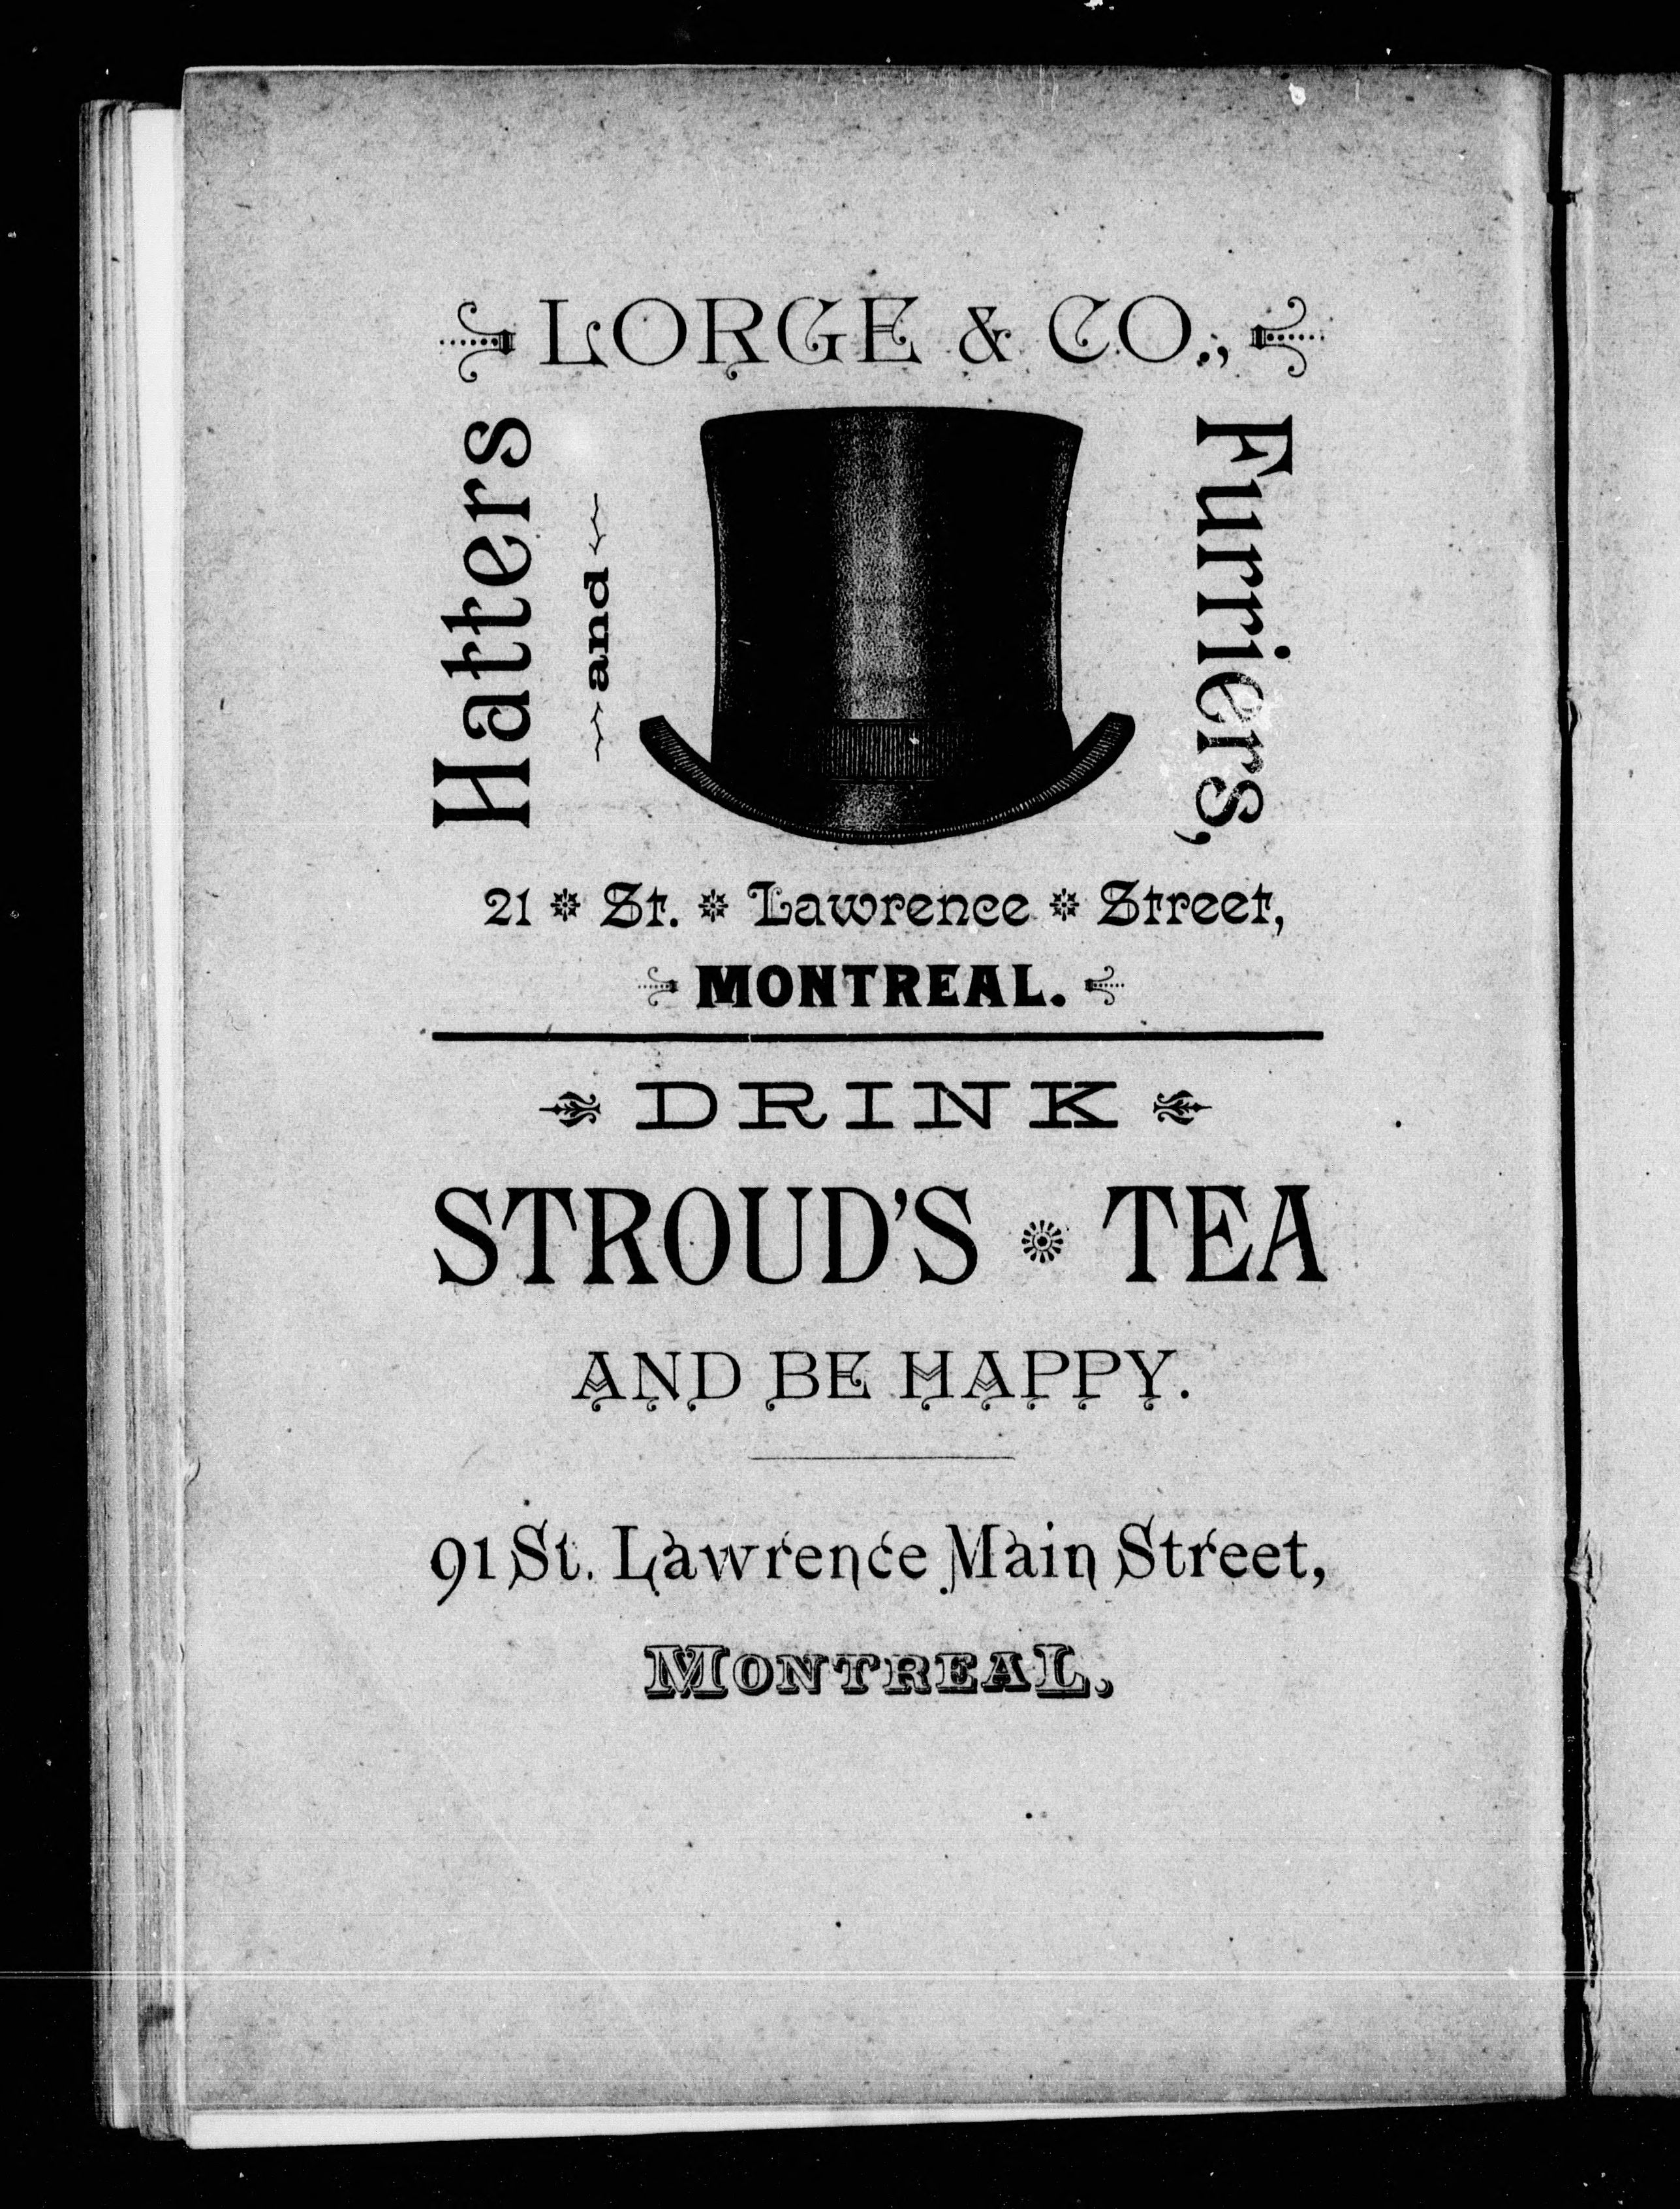 LORGE & CO.,
Hatters
and
Furriers,
21 St. Lawrence Street,
MONTREAL.
DRINK
STROUD'S TEA
AND BE HAPPY.
91 St. Lawrence Main Street,
MONTREAL,